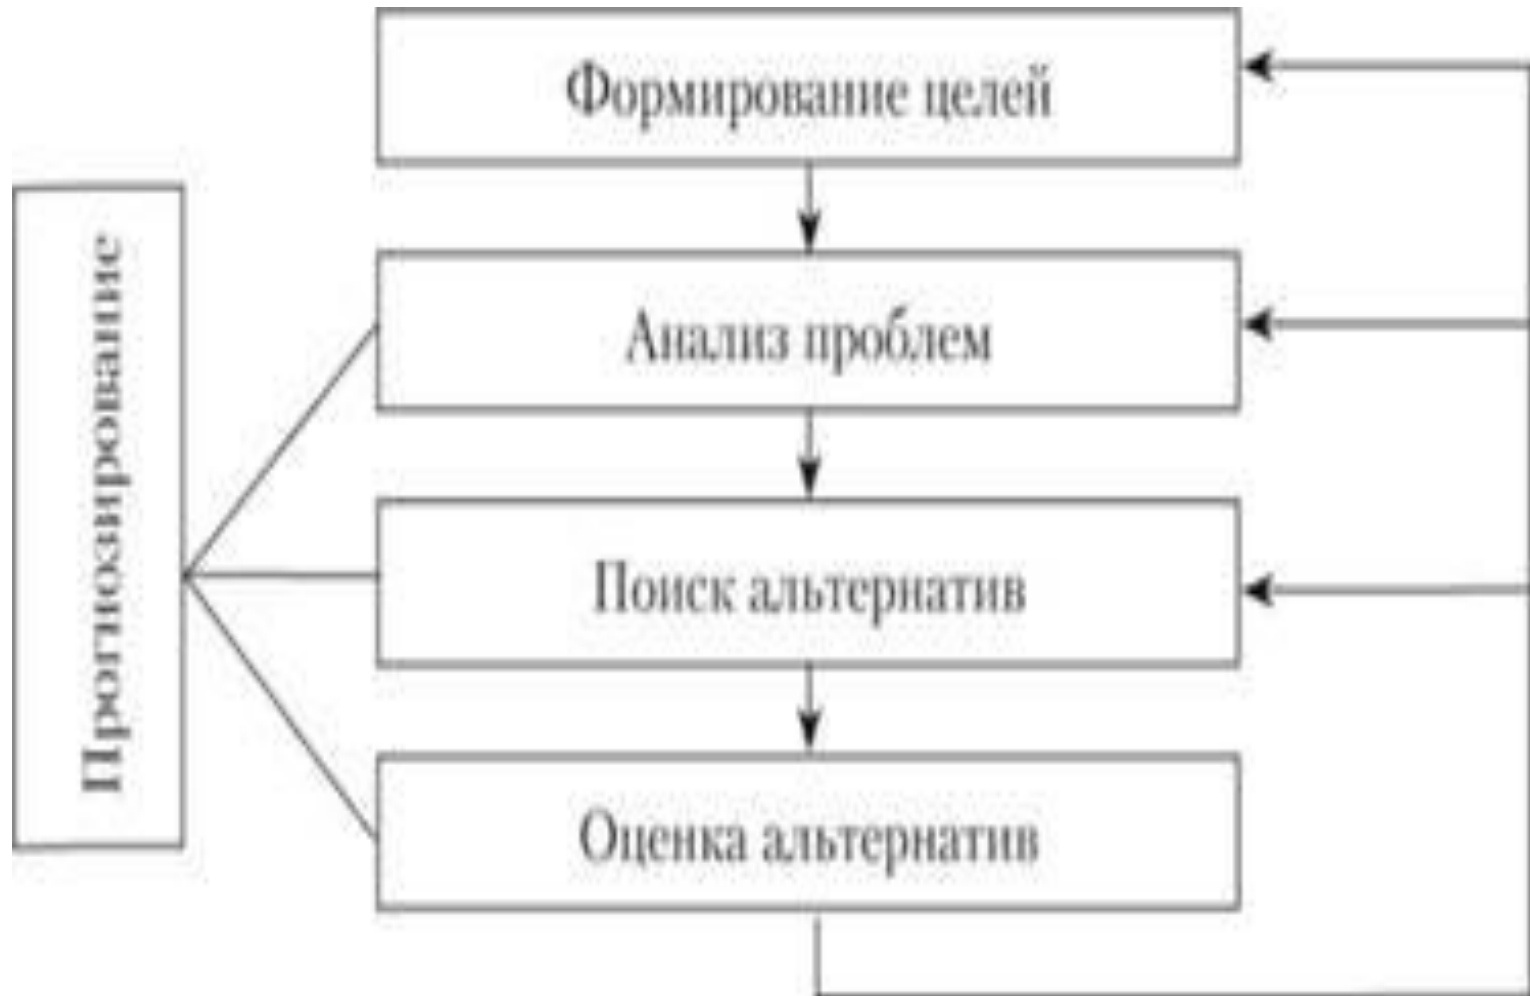 Формирование целей
Прогнозирование
Анализ проблем
Поиск альтернатив
Оценка альтернатив